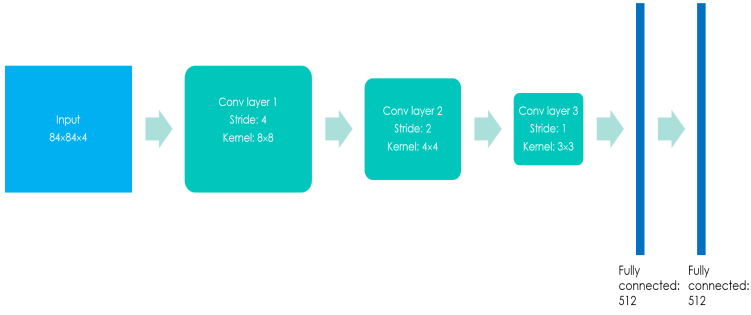 Input
84×84×4
Conv layer 1
Stride: 4
Kernel: 8×8
Conv layer 2
Stride: 2
Kernel: 4×4
Conv layer 3
Stride: 1
Kernel: 3×3
Fully
connected:
512
Fully
connected:
512